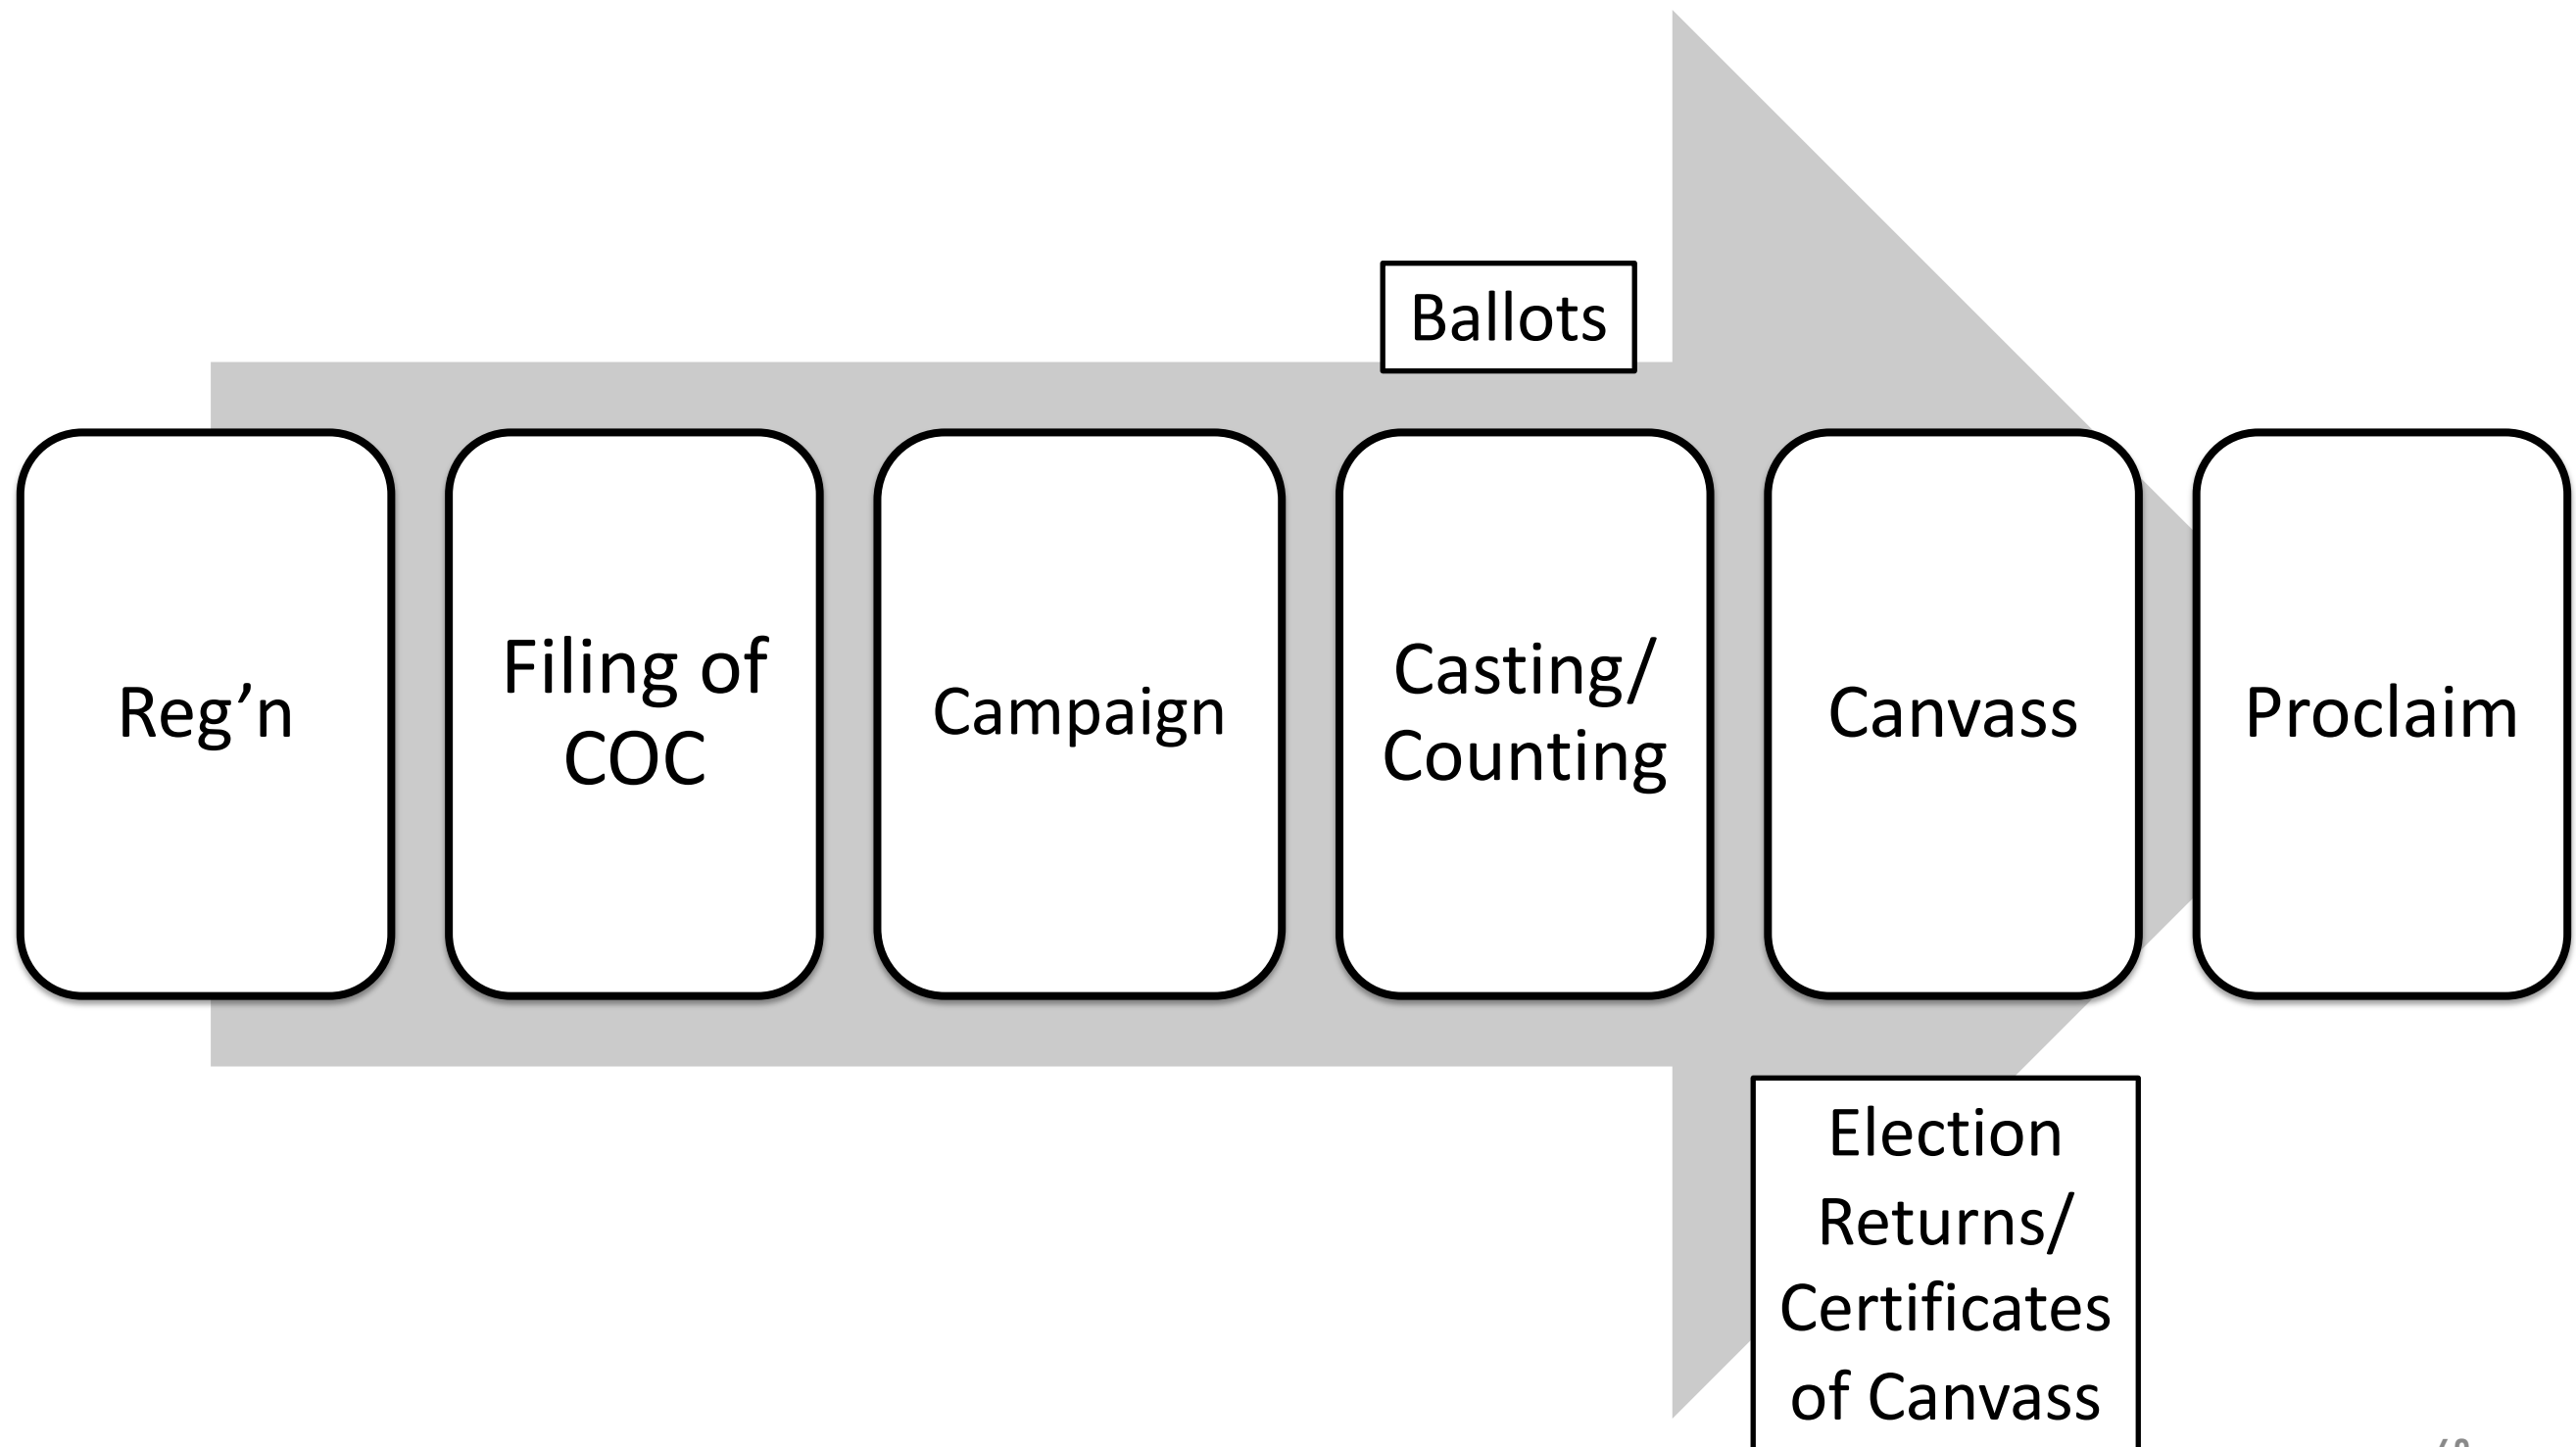 Ballots
Reg’n
Filing of
COC
Campaign
Casting/
Counting
Canvass
Proclaim
Election
Returns/
Certificates
of Canvass